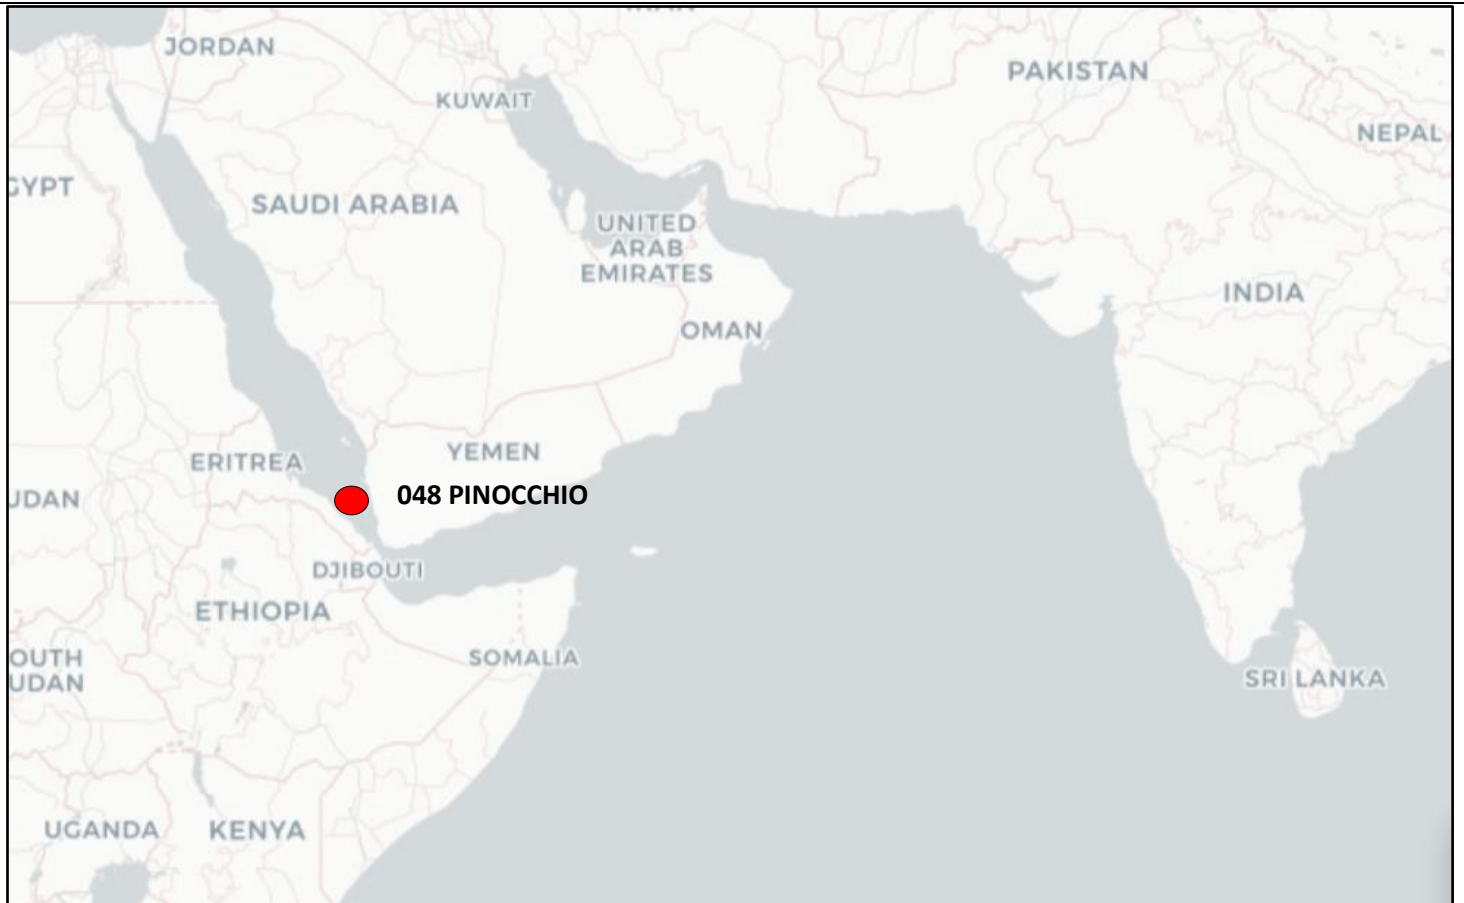 JORDAN
PAKISTAN
KUWAIT
NEPAL
GYPT
SAUDI ARABIA
UNITED
ARAB
EMIRATES
INDIA
OMAN
YEMEN
ERITREA
048 PINOCCHIO
UDAN
DJIBOUTI
ETHIOPIA
SOMALIA
OUTH
UDAN
SRI LANKA
UGANDA
KENYA